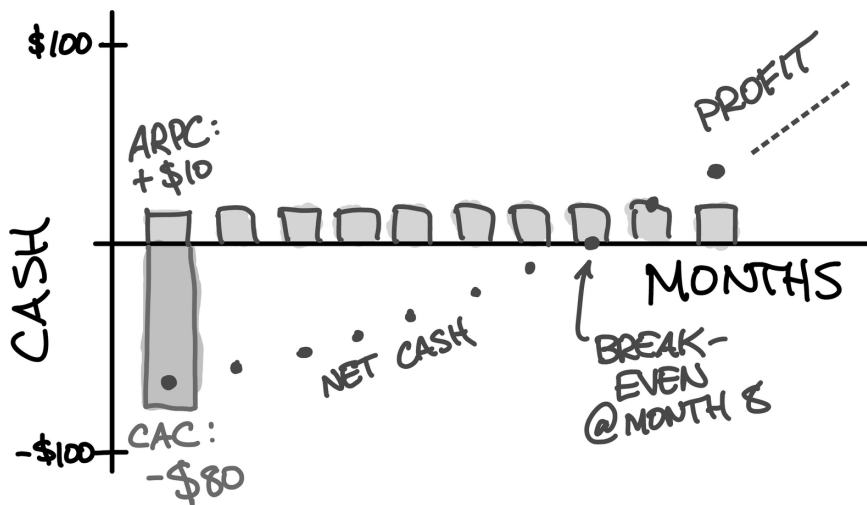 $100
PROFIT
ARPC:
+ $10
CASH
MONTHS
NET CASH
BREAK-
EVEN
@MONTH 8
-$100
CAC:
-$80